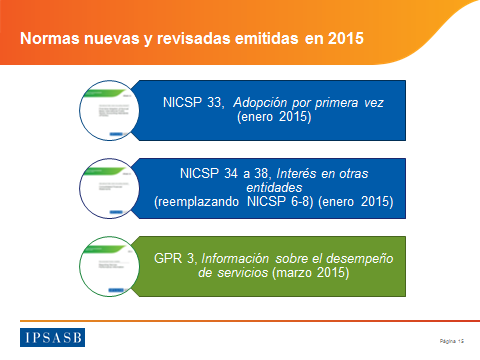 Normas nuevas y revisadas emitidas en 2015
NICSP 33, Adopción por primera vez
(enero 2015)
NICSP 34 a 38, Interés en otras
entidades
(reemplazando NICSP 6-8) (enero 2015)
GPR 3, Información sobre el desempeño
de servicios (marzo 2015)
IPSASB
Página